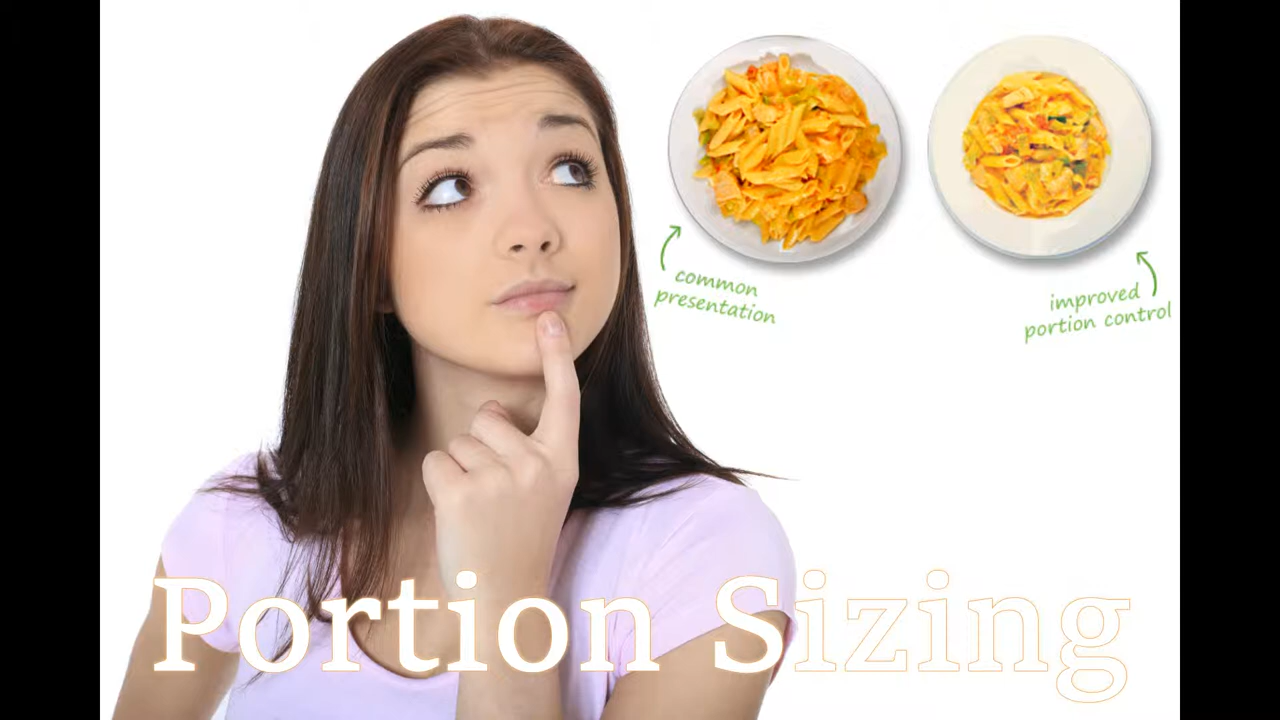 common
presentation
improved
portion control
Portion Sizing